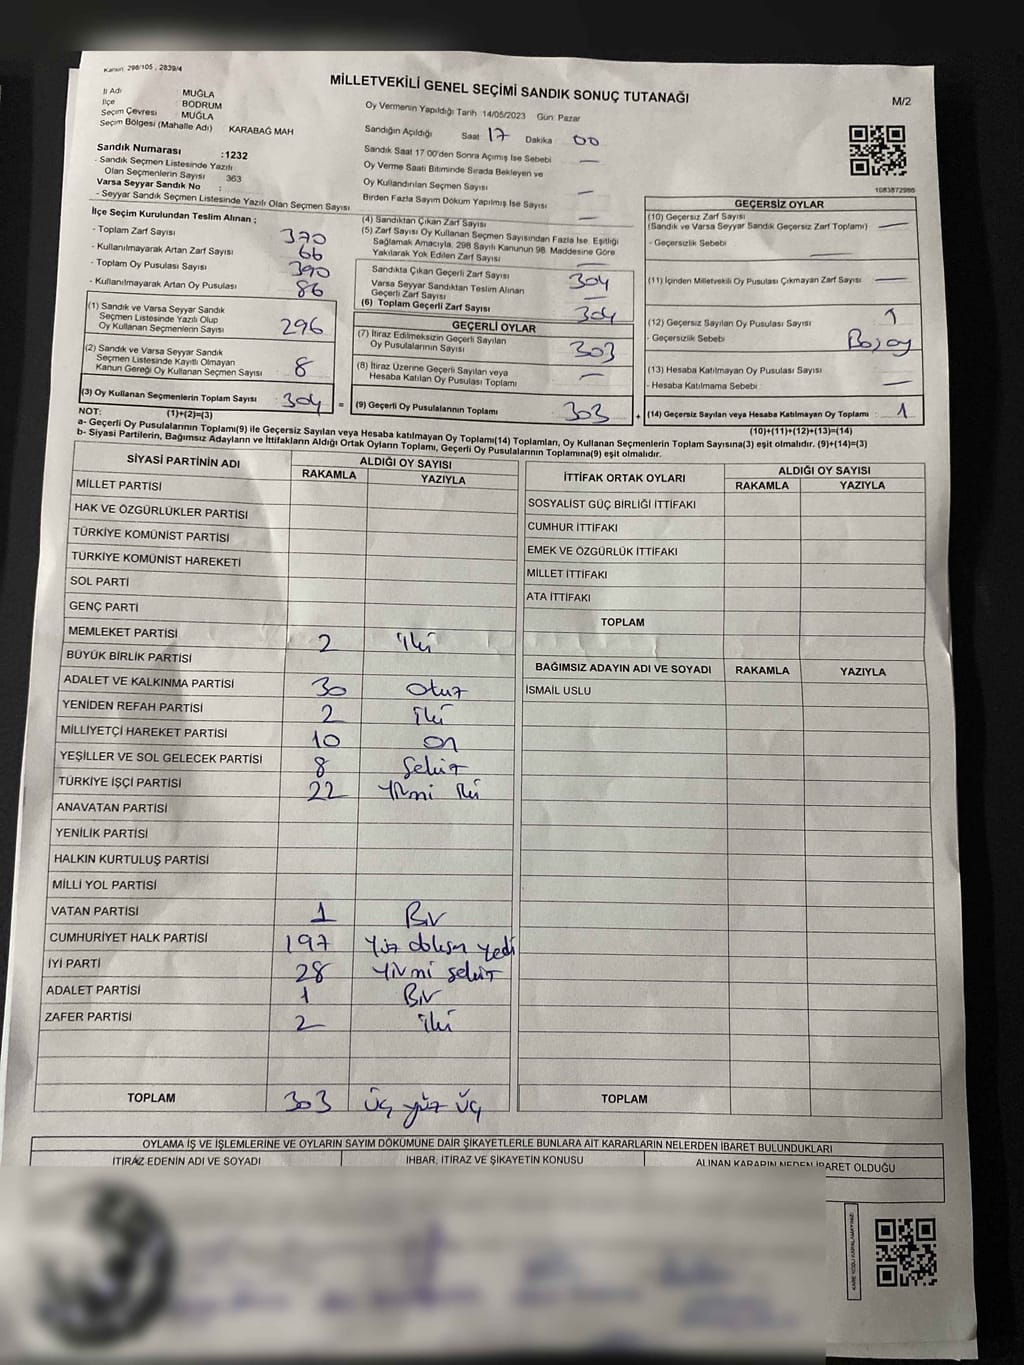 Kanun, 298/105 , 2839/4
MİLLETVEKİLİ GENEL SEÇİMİ SANDIK SONUÇ TUTANAĞI
M/2
İl Adı : MUĞLA
İlçe : BODRUM
Seçim Çevresi : MUĞLA
Seçim Bölgesi (Mahalle Adı) KARABAĞ MAH
Sandık Numarası :1232
- Sandık Seçmen Listesinde Yazılı
Olan Seçmenlerin Sayısı : 363
Varsa Seyyar Sandık No :
- Seyyar Sandık Seçmen Listesinde Yazılı Olan Seçmen Sayısı :
Oy Vermenin Yapıldığı Tarih 14/05/2023 Gün: Pazar
Sandığın Açıldığı Saat 17 Dakika 00
Sandık Saat 17 00'den Sonra Açımış İse Sebebi —
Oy Verme Saati Bitiminde Sırada Bekleyen ve
Oy Kullandırılan Seçmen Sayısı —
Birden Fazla Sayım Döküm Yapılmış İse Sayısı —
1083872986
İlçe Seçim Kurulundan Teslim Alınan ;
- Toplam Zarf Sayısı : 370
- Kullanılmayarak Artan Zarf Sayısı : 66
- Toplam Oy Pusulası Sayısı : 390
- Kullanılmayarak Artan Oy Pusulası : 86
(1) Sandık ve Varsa Seyyar Sandık
Seçmen Listesinde Yazılı Olup
Oy Kullanan Seçmenlerin Sayısı : 296
(2) Sandık ve Varsa Seyyar Sandık
Seçmen Listesinde Kayıtlı Olmayan
Kanun Gereği Oy Kullanan Seçmen Sayısı : 8
(3) Oy Kullanan Seçmenlerin Toplam Sayısı : 304
(1)+(2)=(3)
(4) Sandıktan Çıkan Zarf Sayısı
(5) Zarf Sayısı Oy Kullanan Seçmen Sayısından Fazla İse, Eşitliği
Sağlamak Amacıyla, 298 Sayılı Kanunun 98. Maddesine Göre
Yakılarak Yok Edilen Zarf Sayısı —
Sandıkta Çıkan Geçerli Zarf Sayısı : 304
Varsa Seyyar Sandıktan Teslim Alınan
Geçerli Zarf Sayısı : —
(6) Toplam Geçerli Zarf Sayısı : 304
GEÇERLİ OYLAR
(7) İtiraz Edilmeksizin Geçerli Sayılan
Oy Pusulalarının Sayısı : 303
(8) İtiraz Üzerine Geçerli Sayılan veya
Hesaba Katılan Oy Pusulası Toplamı : —
= (9) Geçerli Oy Pusulalarının Toplamı : 303
GEÇERSİZ OYLAR
(10) Geçersiz Zarf Sayısı
(Sandık ve Varsa Seyyar Sandık Geçersiz Zarf Toplamı) : —
- Geçersizlik Sebebi : —
(11) İçinden Milletvekili Oy Pusulası Çıkmayan Zarf Sayısı : —
(12) Geçersiz Sayılan Oy Pusulası Sayısı : 1
- Geçersizlik Sebebi : Boş oy
(13) Hesaba Katılmayan Oy Pusulası Sayısı :
- Hesaba Katılmama Sebebi : —
+ (14) Geçersiz Sayılan veya Hesaba Katılmayan Oy Toplamı : 1
(10)+(11)+(12)+(13)=(14)
NOT:
a- Geçerli Oy Pusulalarının Toplamı(9) ile Geçersiz Sayılan veya Hesaba katılmayan Oy Toplamı(14) Toplamları, Oy Kullanan Seçmenlerin Toplam Sayısına(3) eşit olmalıdır. (9)+(14)=(3)
b- Siyasi Partilerin, Bağımsız Adayların ve İttifakların Aldığı Ortak Oyların Toplamı, Geçerli Oy Pusulalarının Toplamına(9) eşit olmalıdır.
SİYASİ PARTİNİN ADI ALDIĞI OY SAYISI
RAKAMLA YAZIYLA
MİLLET PARTİSİ
HAK VE ÖZGÜRLÜKLER PARTİSİ
TÜRKİYE KOMÜNİST PARTİSİ
TÜRKİYE KOMÜNİST HAREKETİ
SOL PARTİ
GENÇ PARTİ
MEMLEKET PARTİSİ 2 iki
BÜYÜK BİRLİK PARTİSİ
ADALET VE KALKINMA PARTİSİ 30 otuz
YENİDEN REFAH PARTİSİ 2 iki
MİLLİYETÇİ HAREKET PARTİSİ 10 on
YEŞİLLER VE SOL GELECEK PARTİSİ 8 sekiz
TÜRKİYE İŞÇİ PARTİSİ 22 Yirmi iki
ANAVATAN PARTİSİ
YENİLİK PARTİSİ
HALKIN KURTULUŞ PARTİSİ
MİLLİ YOL PARTİSİ
VATAN PARTİSİ 1 Bir
CUMHURİYET HALK PARTİSİ 197 Yüz doksan yedi
İYİ PARTİ 28 Yirmi sekiz
ADALET PARTİSİ 1 Bir
ZAFER PARTİSİ 2 iki
TOPLAM 303 üç yüz üç
İTTİFAK ORTAK OYLARI ALDIĞI OY SAYISI
RAKAMLA YAZIYLA
SOSYALİST GÜÇ BİRLİĞİ İTTİFAKI
CUMHUR İTTİFAKI
EMEK VE ÖZGÜRLÜK İTTİFAKI
MİLLET İTTİFAKI
ATA İTTİFAKI
TOPLAM
BAĞIMSIZ ADAYIN ADI VE SOYADI RAKAMLA YAZIYLA
İSMAİL USLU
TOPLAM
OYLAMA İŞ VE İŞLEMLERİNE VE OYLARIN SAYIM DÖKÜMÜNE DAİR ŞİKAYETLERLE BUNLARA AİT KARARLARIN NELERDEN İBARET BULUNDUKLARI
İTİRAZ EDENİN ADI VE SOYADI İHBAR, İTİRAZ VE ŞİKAYETİN KONUSU ALINAN KARARIN NEDEN İBARET OLDUĞU
KARE KODU KARALAMAYINIZ!